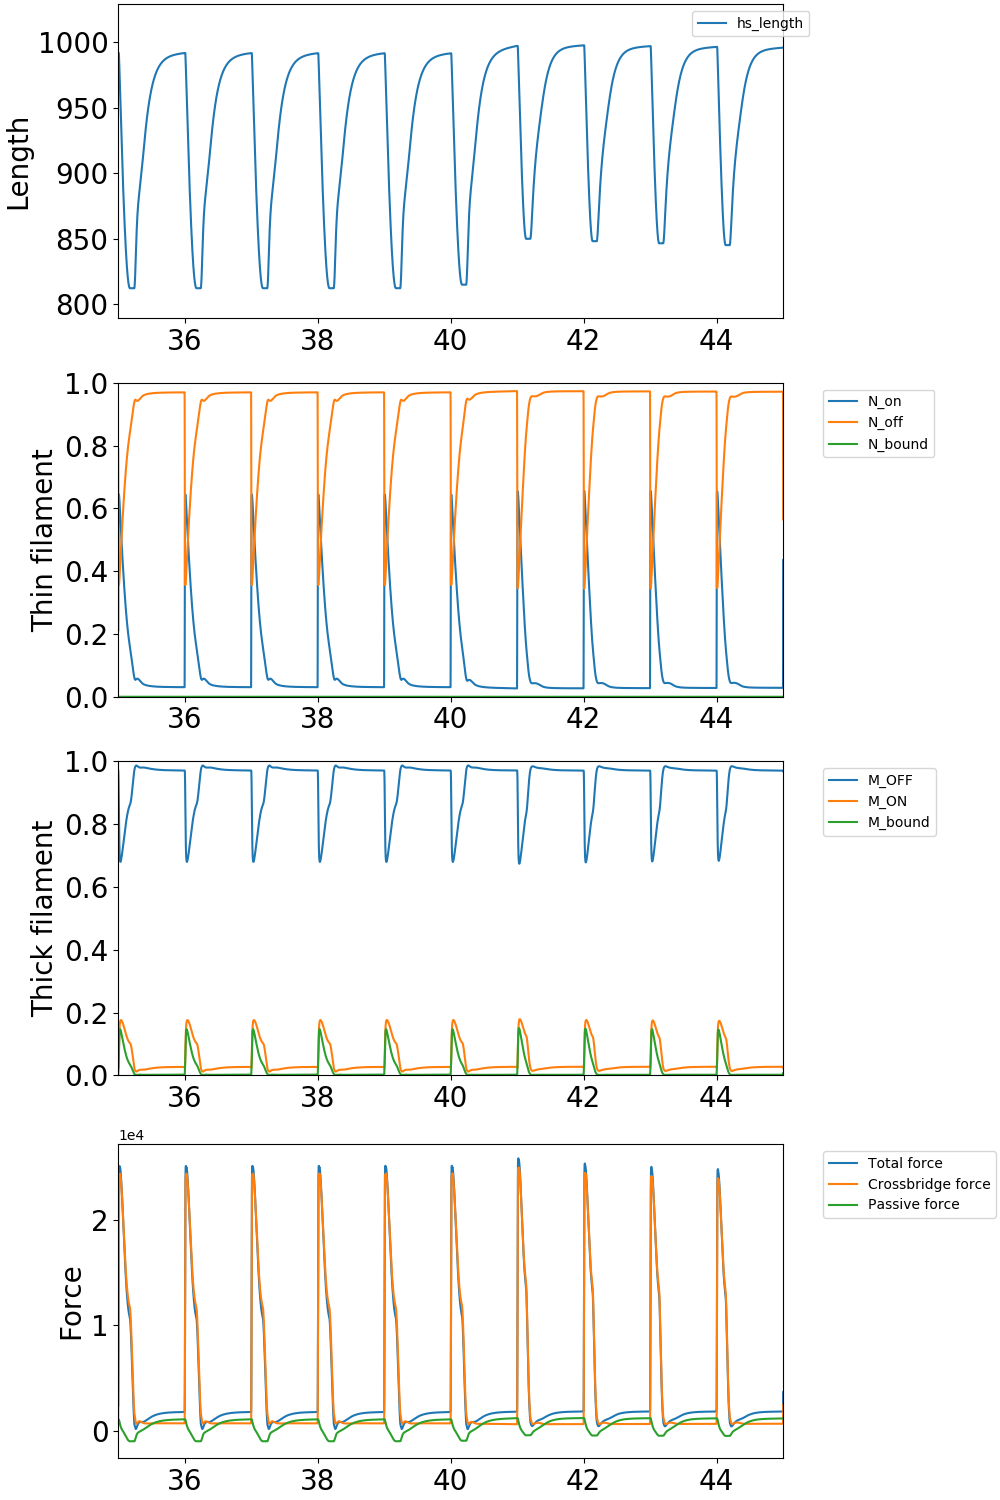 hs_length
1000
950
900
850
800
Length
36 38 40 42 44
N_on
N_off
N_bound
1.0
0.8
0.6
0.4
0.2
0.0
Thin filament
36 38 40 42 44
M_OFF
M_ON
M_bound
1.0
0.8
0.6
0.4
0.2
0.0
Thick filament
36 38 40 42 44
1e4
Total force
Crossbridge force
Passive force
2
1
0
Force
36 38 40 42 44